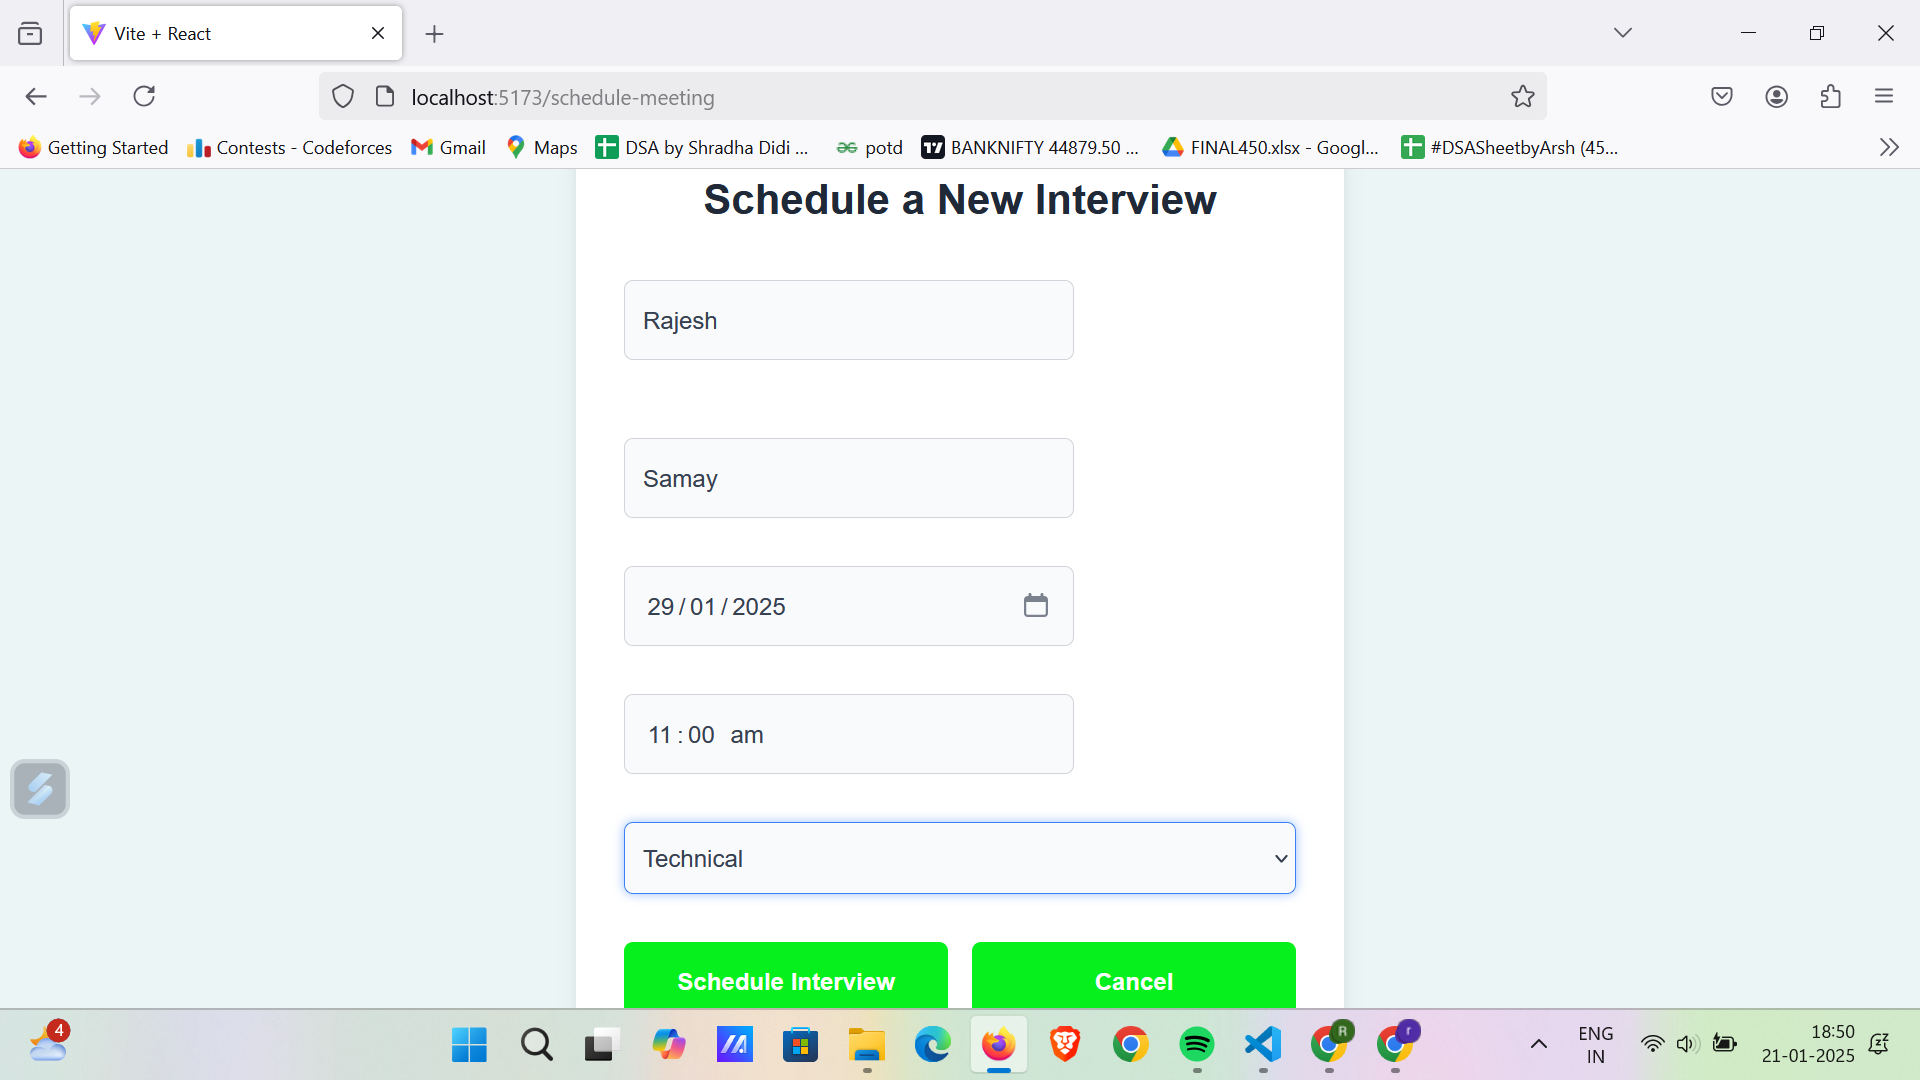 Vite + React
localhost:5173/schedule-meeting
Getting Started
Contests - Codeforces
Gmail
Maps
DSA by Shradha Didi ...
potd
BANKNIFTY 44879.50 ...
FINAL450.xlsx - Googl...
#DSASheetbyArsh (45...
Schedule a New Interview
Rajesh
Samay
29/01/2025
11:00 am
Technical
Schedule Interview
Cancel
4
R
r
ENG
IN
18:50
21-01-2025